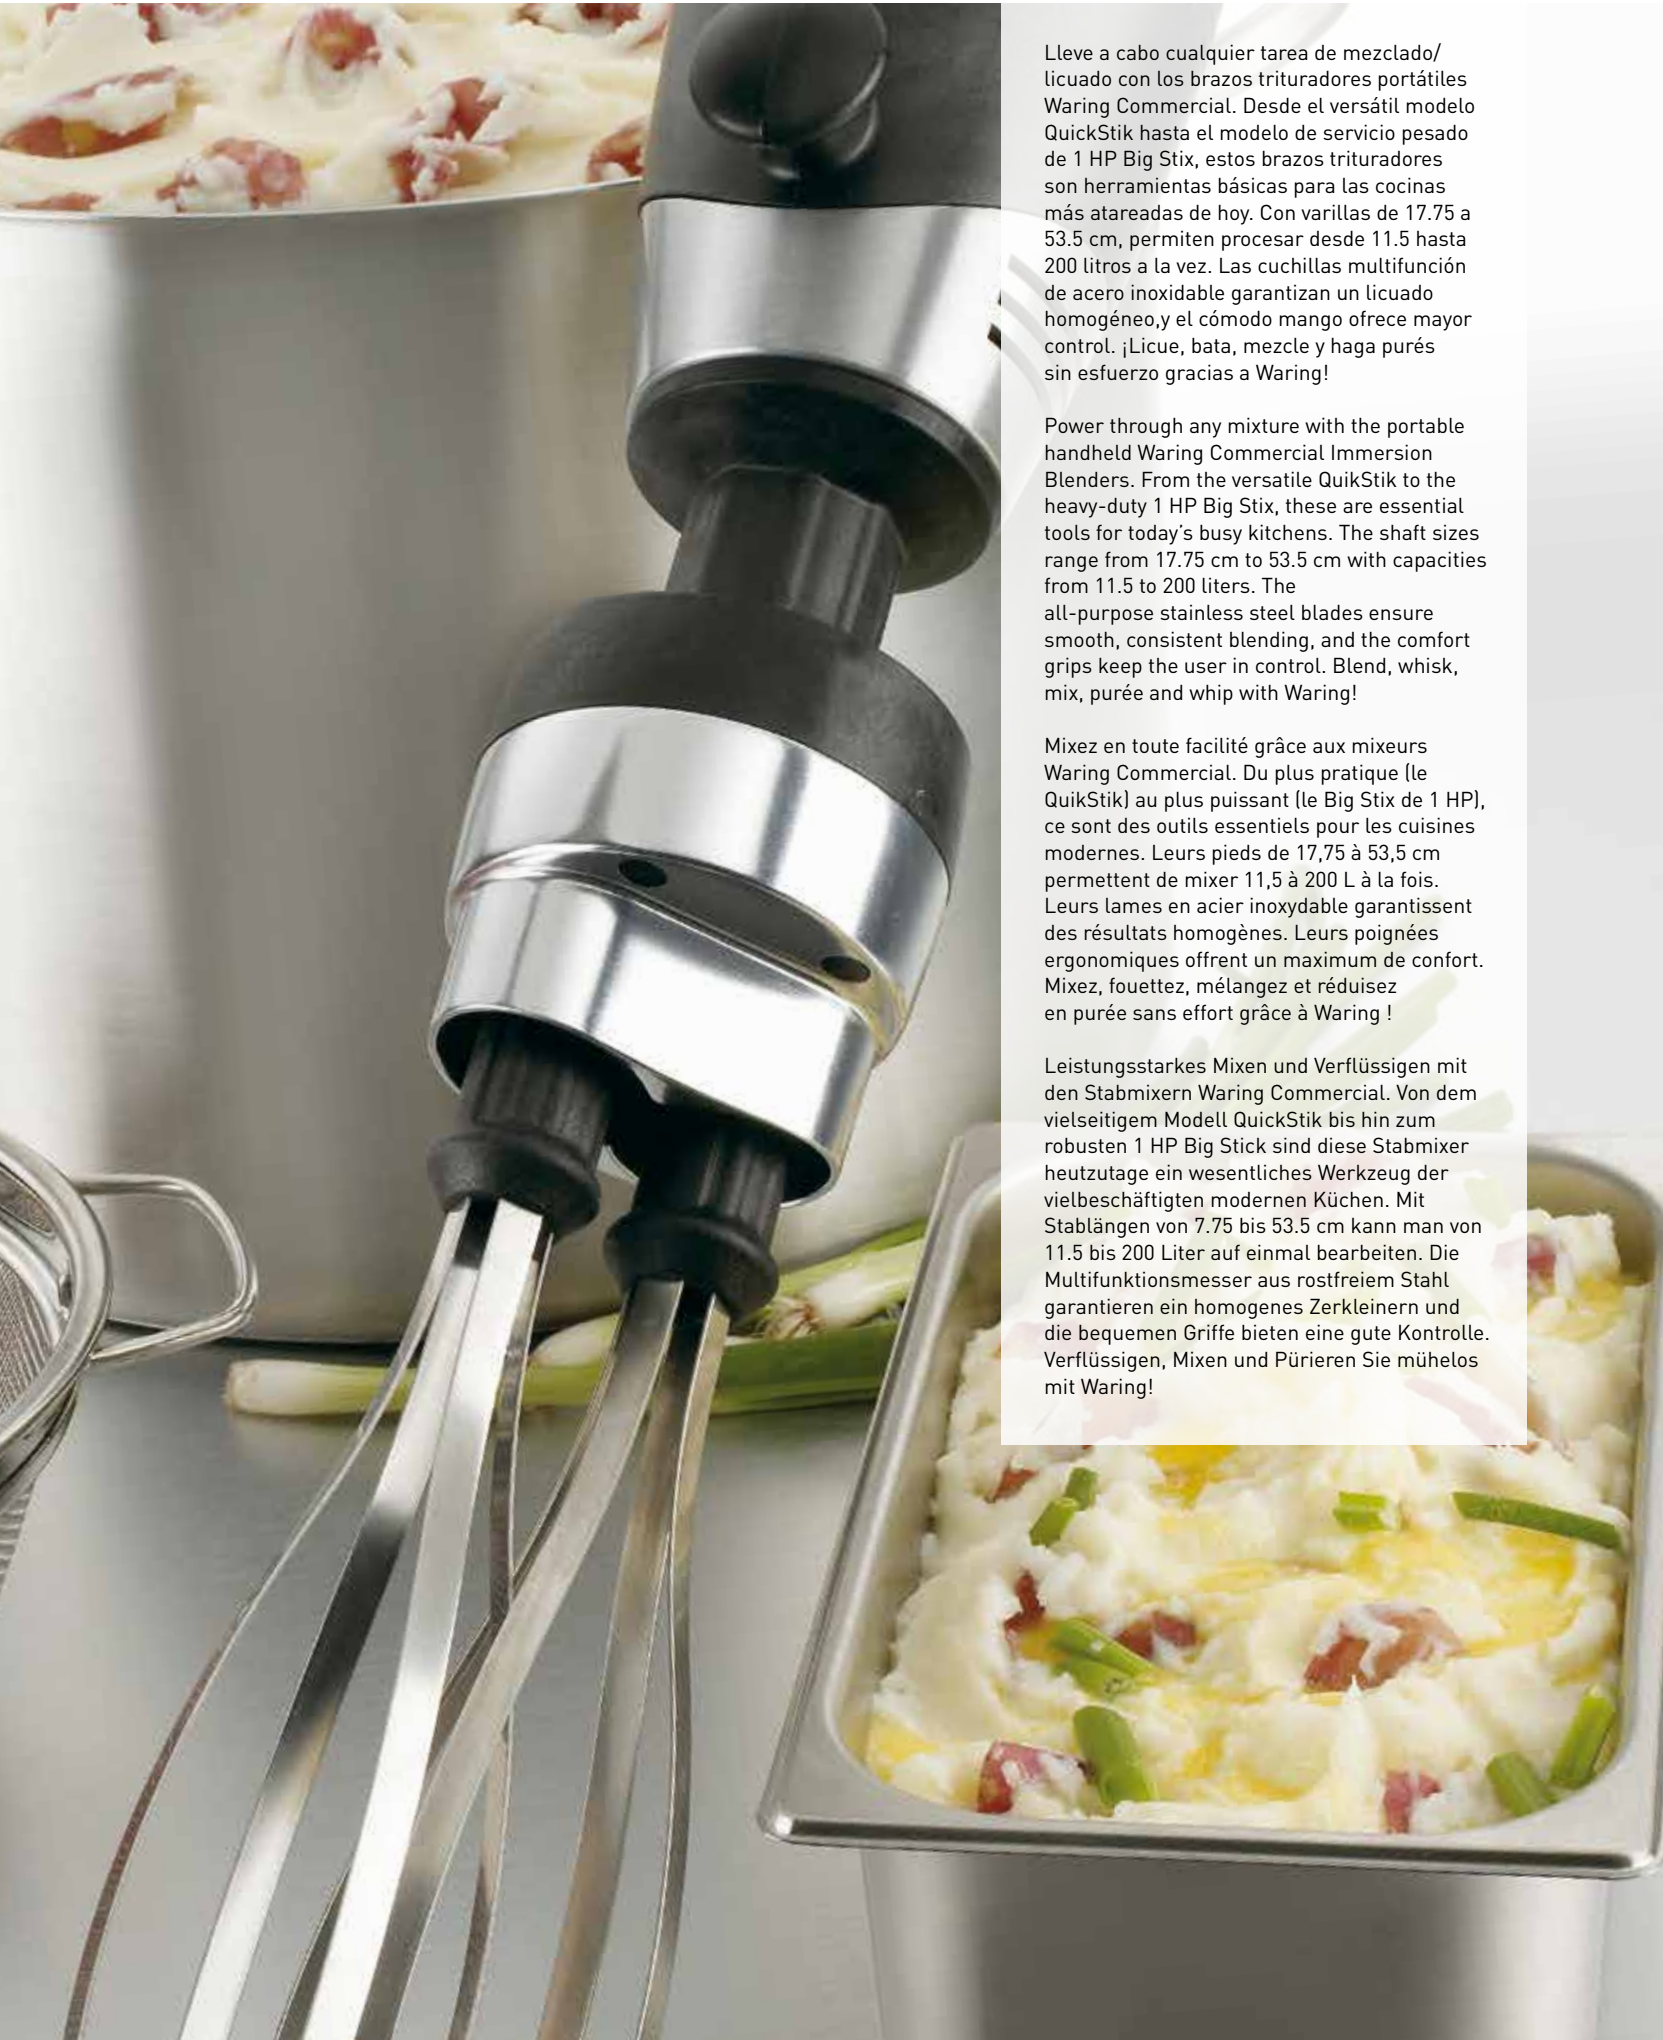 Lleve a cabo cualquier tarea de mezclado/
licuado con los brazos trituradores portátiles
Waring Commercial. Desde el versátil modelo
QuickStik hasta el modelo de servicio pesado
de 1 HP Big Stix, estos brazos trituradores
son herramientas básicas para las cocinas
más atareadas de hoy. Con varillas de 17.75 a
53.5 cm, permiten procesar desde 11.5 hasta
200 litros a la vez. Las cuchillas multifunción
de acero inoxidable garantizan un licuado
homogéneo,y el cómodo mango ofrece mayor
control. ¡Licue, bata, mezcle y haga purés
sin esfuerzo gracias a Waring!
Power through any mixture with the portable
handheld Waring Commercial Immersion
Blenders. From the versatile QuikStik to the
heavy-duty 1 HP Big Stix, these are essential
tools for today’s busy kitchens. The shaft sizes
range from 17.75 cm to 53.5 cm with capacities
from 11.5 to 200 liters. The
all-purpose stainless steel blades ensure
smooth, consistent blending, and the comfort
grips keep the user in control. Blend, whisk,
mix, purée and whip with Waring!
Mixez en toute facilité grâce aux mixeurs
Waring Commercial. Du plus pratique (le
QuikStik) au plus puissant (le Big Stix de 1 HP),
ce sont des outils essentiels pour les cuisines
modernes. Leurs pieds de 17,75 à 53,5 cm
permettent de mixer 11,5 à 200 L à la fois.
Leurs lames en acier inoxydable garantissent
des résultats homogènes. Leurs poignées
ergonomiques offrent un maximum de confort.
Mixez, fouettez, mélangez et réduisez
en purée sans effort grâce à Waring !
Leistungsstarkes Mixen und Verflüssigen mit
den Stabmixern Waring Commercial. Von dem
vielseitigem Modell QuickStik bis hin zum
robusten 1 HP Big Stick sind diese Stabmixer
heutzutage ein wesentliches Werkzeug der
vielbeschäftigten modernen Küchen. Mit
Stablängen von 7.75 bis 53.5 cm kann man von
11.5 bis 200 Liter auf einmal bearbeiten. Die
Multifunktionsmesser aus rostfreiem Stahl
garantieren ein homogenes Zerkleinern und
die bequemen Griffe bieten eine gute Kontrolle.
Verflüssigen, Mixen und Pürieren Sie mühelos
mit Waring!